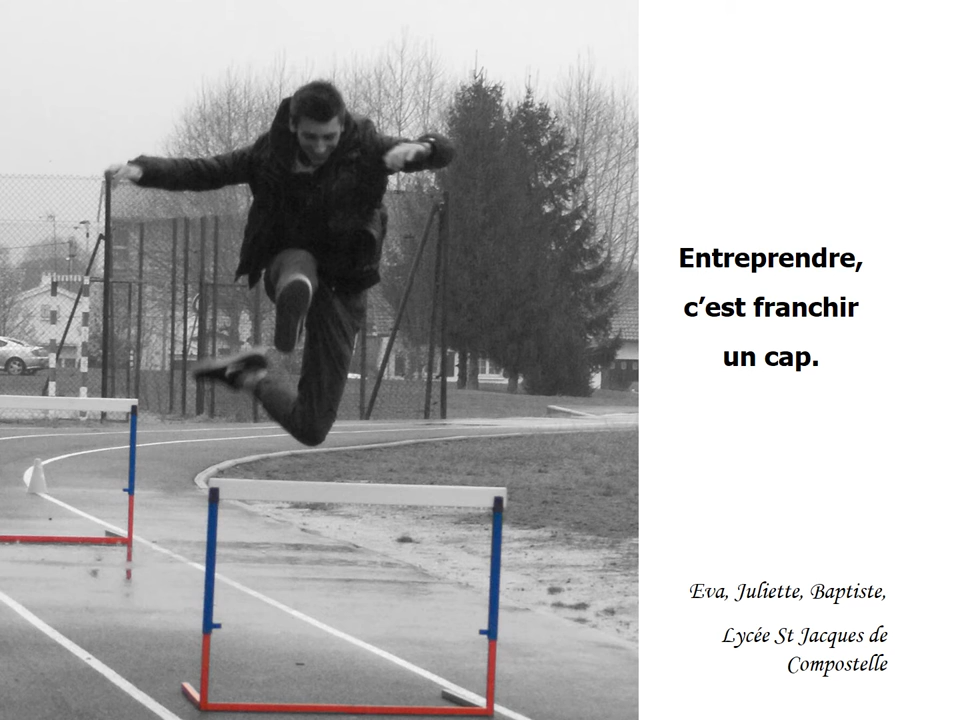 Entreprendre,
c’est franchir
un cap.
Eva, Juliette, Baptiste,
Lycée St Jacques de
Compostelle